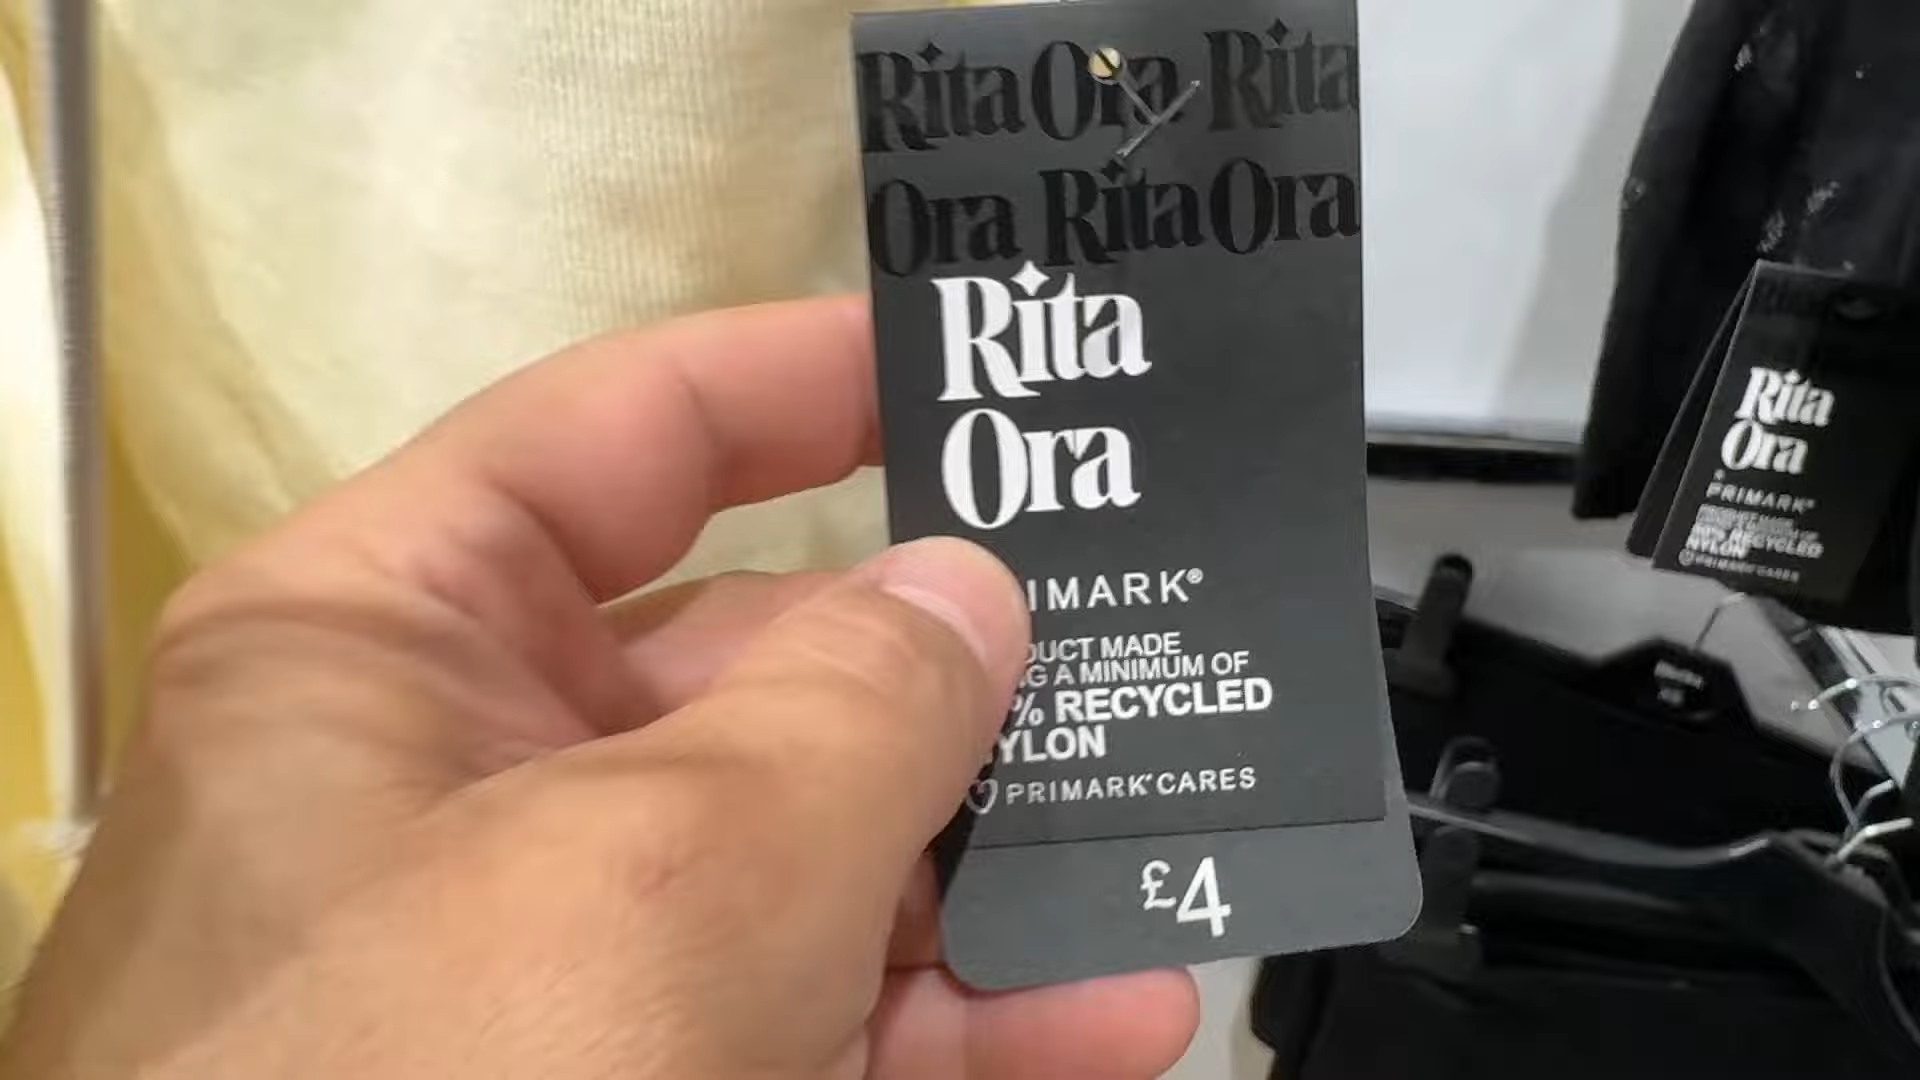 Rita Ora Rita
Ora Rita Ora
Rita
Ora
IMARK®
DUCT MADE
G A MINIMUM OF
% RECYCLED
YLON
PRIMARK CARES
£4
Rita
Ora
PRIMARK®
RECYCLED
NYLON
PRIMARK CARES